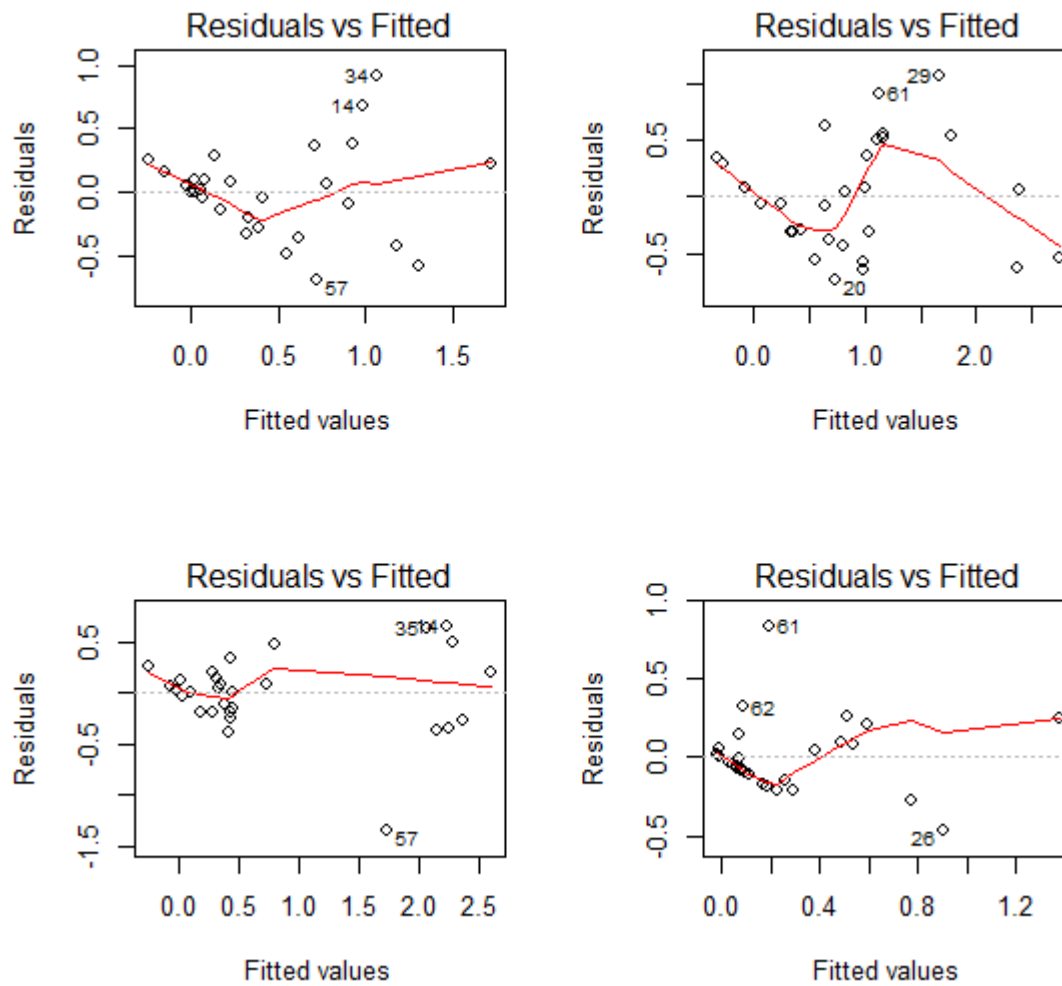 Residuals vs Fitted
Residuals
1.0
0.5
0.0
-0.5
34
14
57
0.0 0.5 1.0 1.5
Fitted values
Residuals vs Fitted
Residuals
0.5
-0.5
29
61
20
0.0 1.0 2.0
Fitted values
Residuals vs Fitted
Residuals
0.5
-0.5
-1.5
35
14
57
0.0 0.5 1.0 1.5 2.0 2.5
Fitted values
Residuals vs Fitted
Residuals
1.0
0.5
0.0
-0.5
61
62
26
0.0 0.4 0.8 1.2
Fitted values